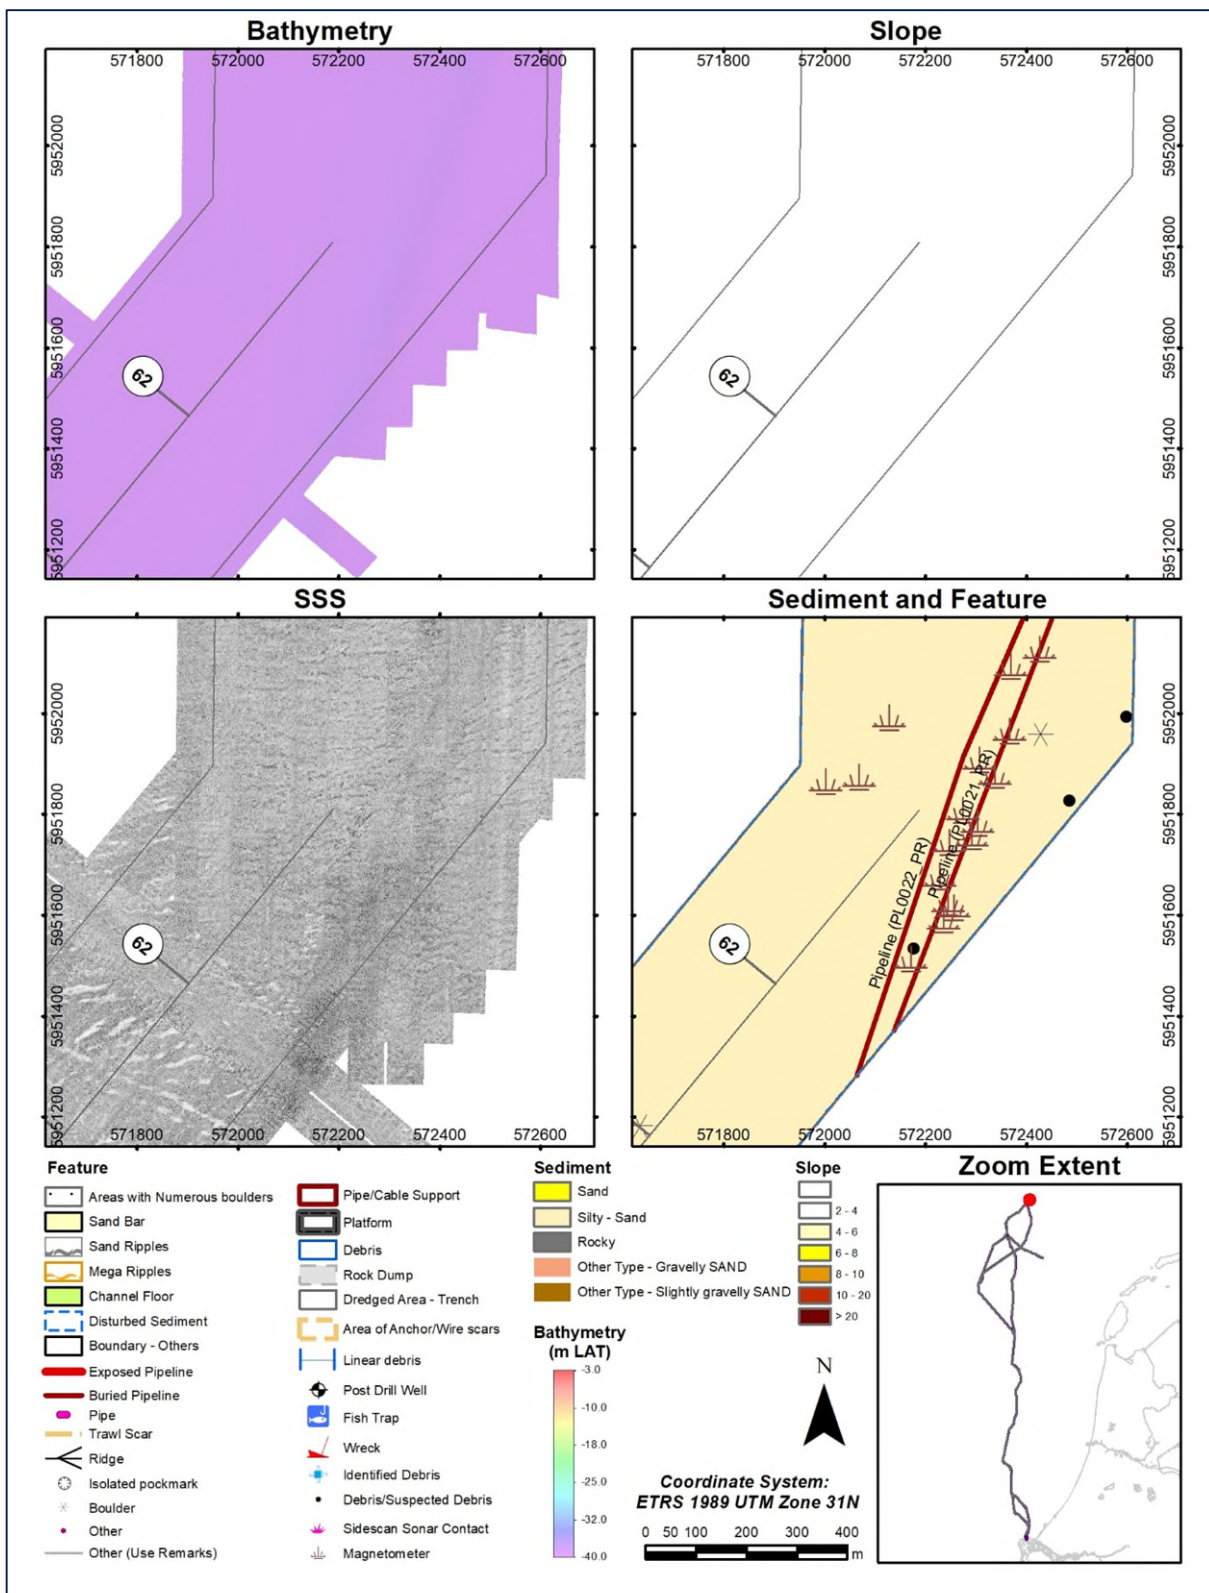 Bathymetry
571800 572000 572200 572400 572600
5952000
5951800
5951600
5951400
5951200
62
Slope
571800 572000 572200 572400 572600
5952000
5951800
5951600
5951400
5951200
62
SSS
5952000
5951800
5951600
5951400
5951200
62
571800 572000 572200 572400 572600
Sediment and Feature
5952000
5951800
5951600
5951400
5951200
Pipeline (PL0022_PR)
Pipeline (PL0021_PR)
62
571800 572000 572200 572400 572600
Feature
Areas with Numerous boulders
Sand Bar
Sand Ripples
Mega Ripples
Channel Floor
Disturbed Sediment
Boundary - Others
Exposed Pipeline
Buried Pipeline
Pipe
Trawl Scar
Ridge
Isolated pockmark
Boulder
Other
Other (Use Remarks)
Pipe/Cable Support
Platform
Debris
Rock Dump
Dredged Area - Trench
Area of Anchor/Wire scars
Linear debris
Post Drill Well
Fish Trap
Wreck
Identified Debris
Debris/Suspected Debris
Sidescan Sonar Contact
Magnetometer
Sediment
Sand
Silty - Sand
Rocky
Other Type - Gravelly SAND
Other Type - Slightly gravelly SAND
Bathymetry
(m LAT)
-3.0
-10.0
-18.0
-25.0
-32.0
-40.0
Slope
2 - 4
4 - 6
6 - 8
8 - 10
10 - 20
> 20
N
Coordinate System:
ETRS 1989 UTM Zone 31N
0 50 100 200 300 400
m
Zoom Extent